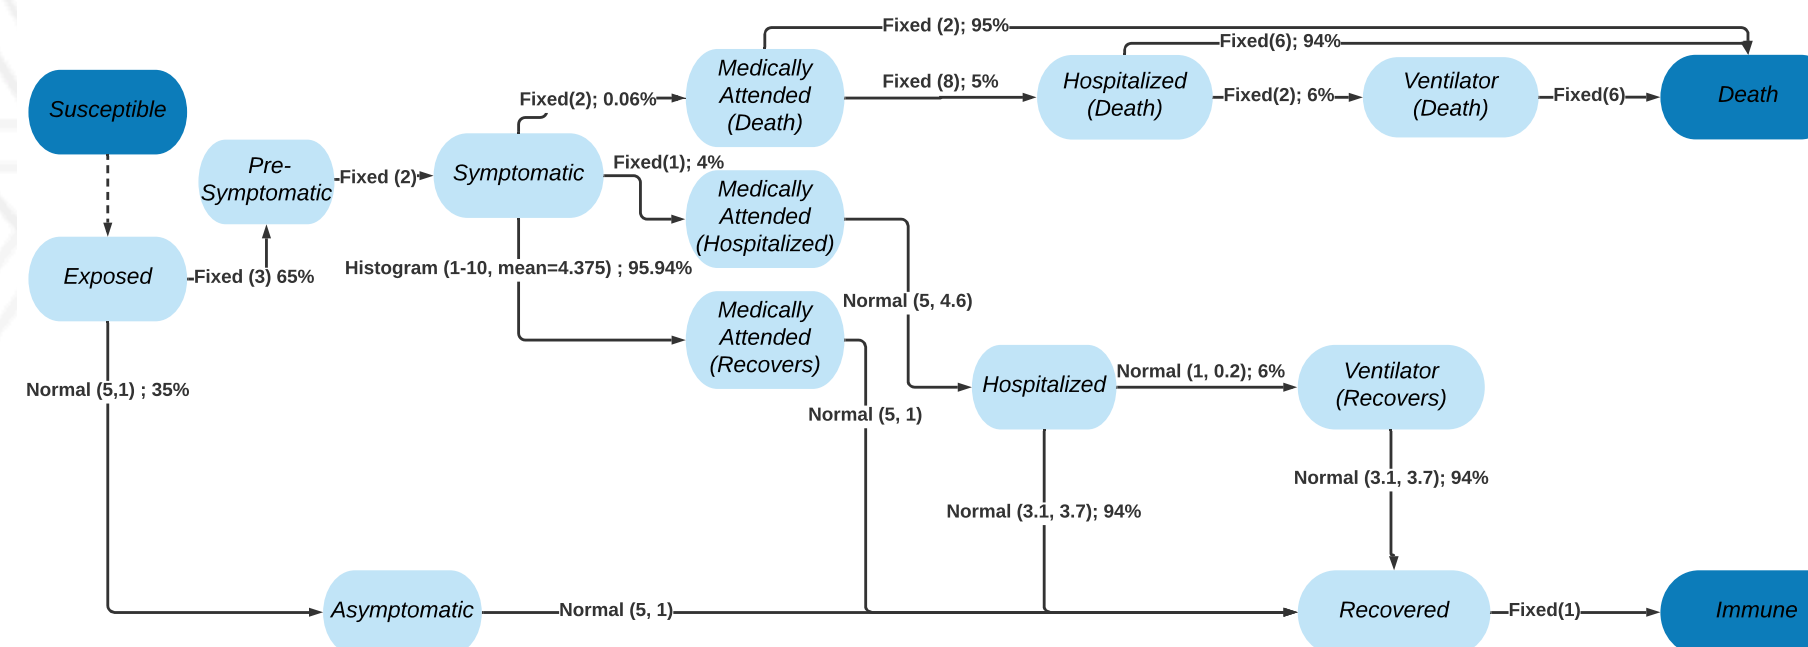 Fixed (2); 95%
Fixed(6); 94%
Susceptible
Fixed(2); 0.06%
Medically
Attended
(Death)
Fixed (8); 5%
Hospitalized
(Death)
Fixed(2); 6%
Ventilator
(Death)
Fixed(6)
Death
Pre-
Symptomatic
Fixed (2)
Symptomatic
Fixed(1); 4%
Medically
Attended
(Hospitalized)
Exposed
Fixed (3) 65%
Histogram (1-10, mean=4.375) ; 95.94%
Normal (5, 4.6)
Medically
Attended
(Recovers)
Normal (5,1) ; 35%
Normal (5, 1)
Hospitalized
Normal (1, 0.2); 6%
Ventilator
(Recovers)
Normal (3.1, 3.7); 94%
Normal (3.1, 3.7); 94%
Asymptomatic
Normal (5, 1)
Recovered
Fixed(1)
Immune